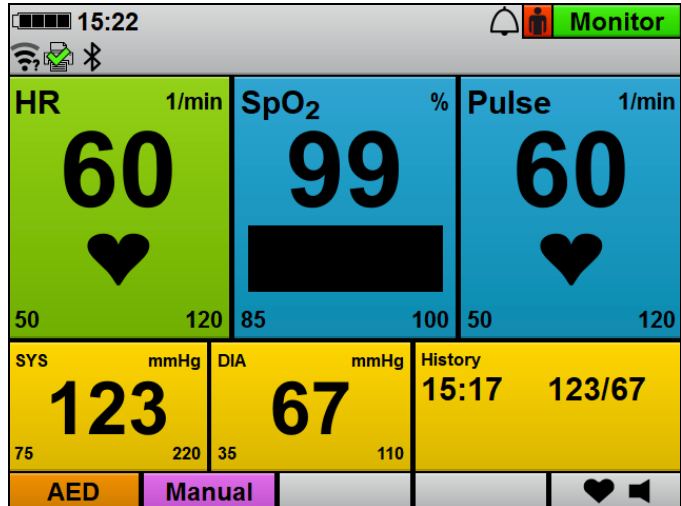 15:22 Monitor
?
HR 1/min SpO₂ % Pulse 1/min
60 99 60
50 120 85 100 50 120
SYS mmHg DIA mmHg History
123 67 15:17 123/67
75 220 35 110
AED Manual